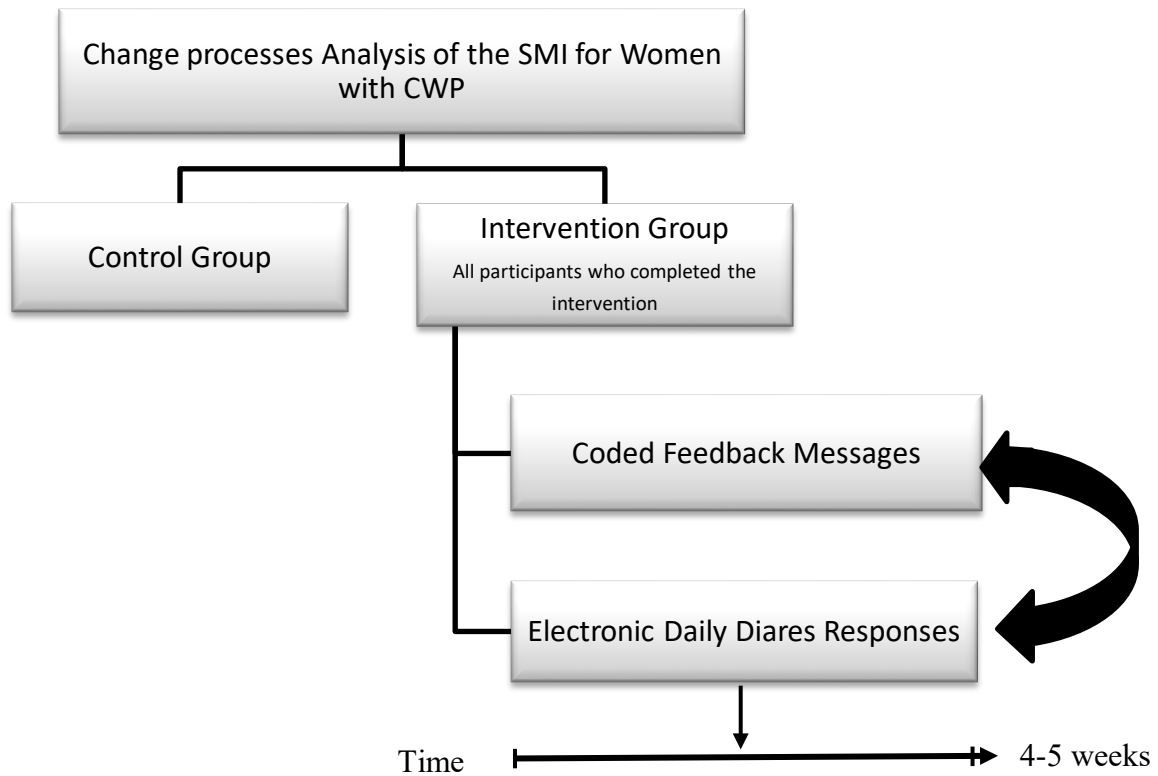 Change processes Analysis of the SMI for Women
with CWP
Control Group
Intervention Group
All participants who completed the
intervention
Coded Feedback Messages
Electronic Daily Diares Responses
Time
4-5 weeks